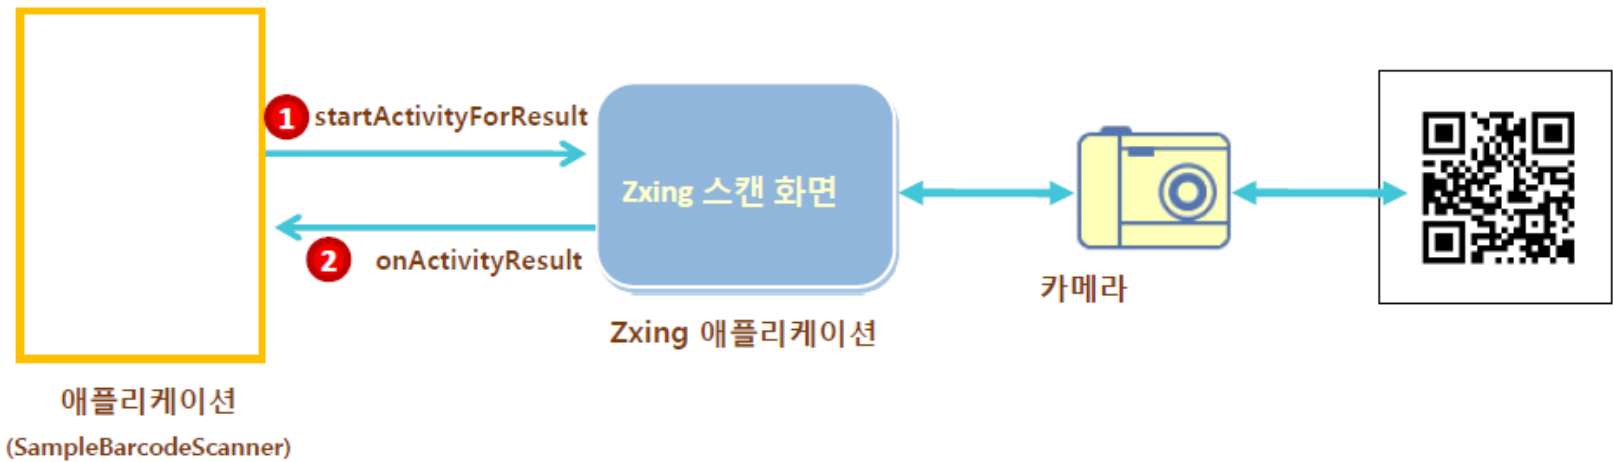 1 startActivityForResult
Zxing 스캔 화면
2 onActivityResult
카메라
Zxing 애플리케이션
애플리케이션
(SampleBarcodeScanner)